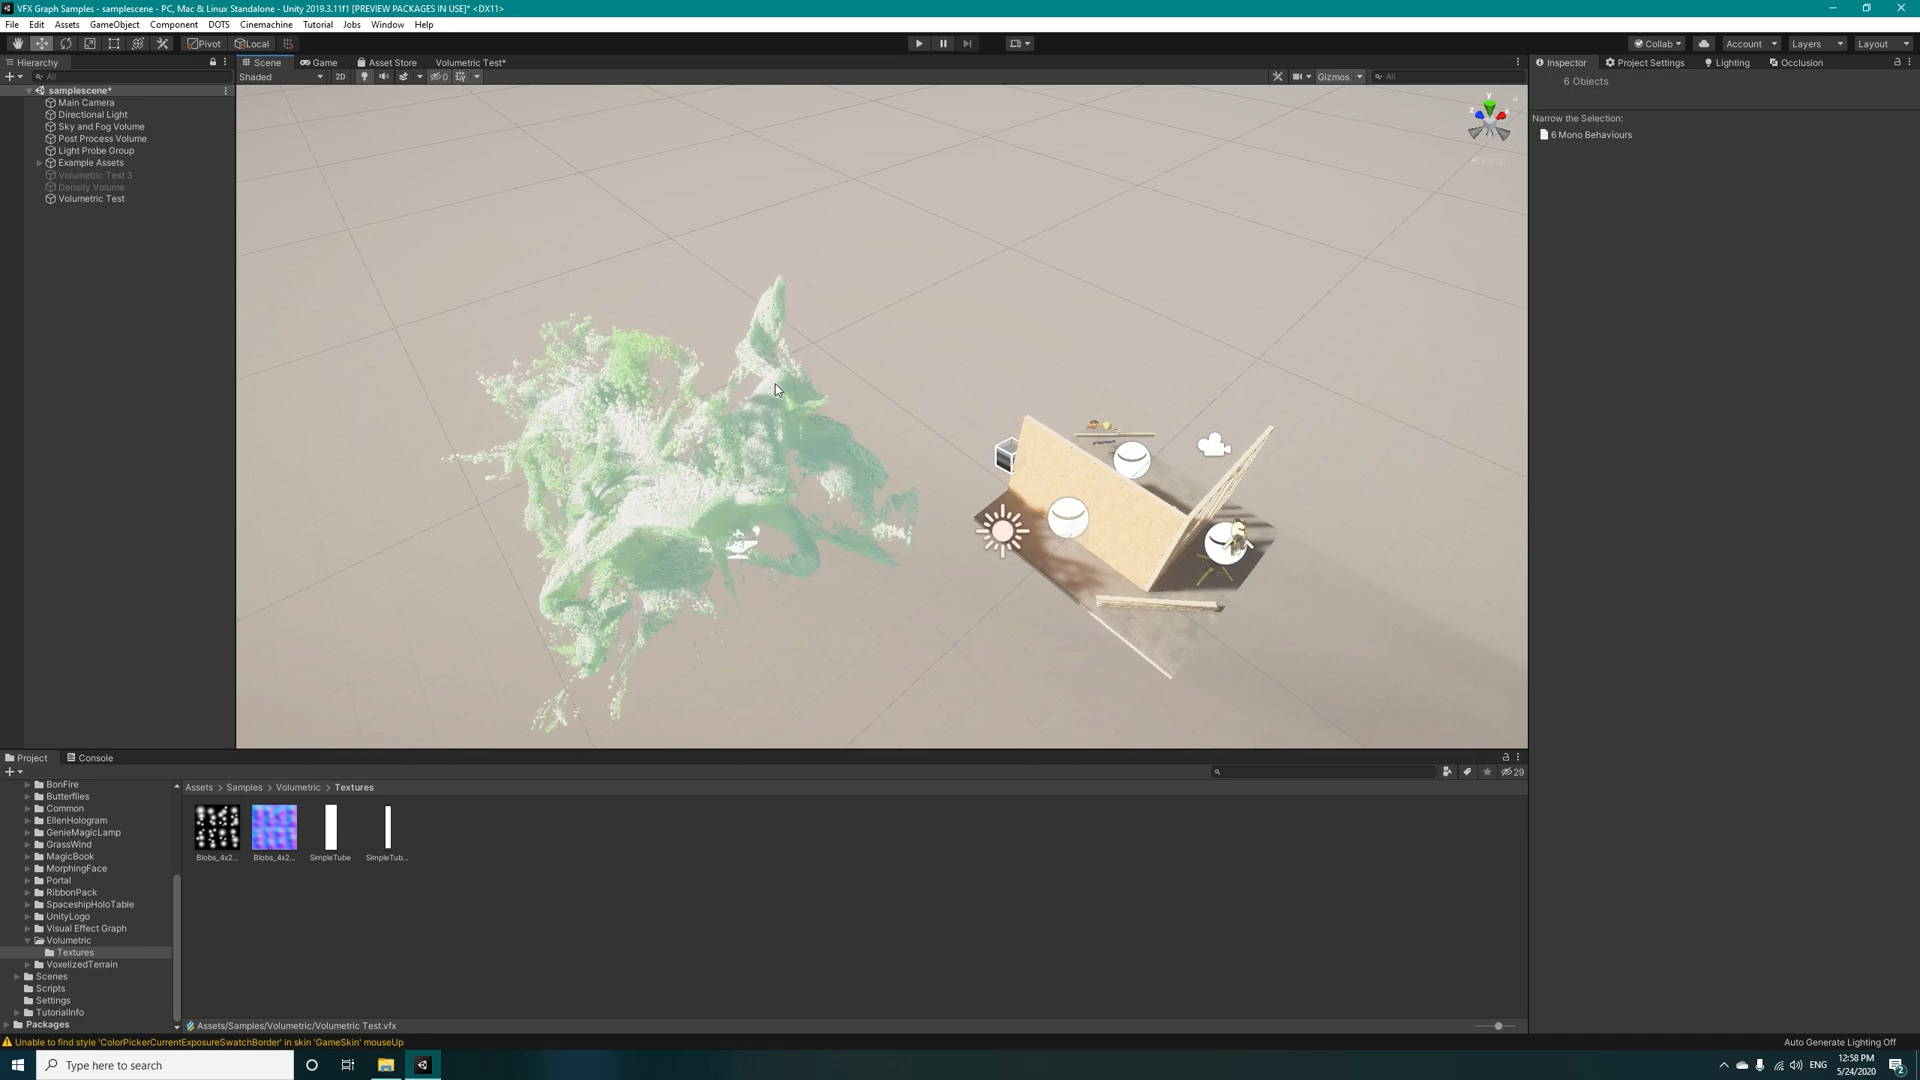 VFX Graph Samples - samplescene - PC, Mac & Linux Standalone - Unity 2019.3.11f1 [PREVIEW PACKAGES IN USE]* <DX11>
File Edit Assets GameObject Component DOTS Cinemachine Tutorial Jobs Window Help
Pivot Local Collab Account Layers Layout
Hierarchy Scene Game Asset Store Volumetric Test* Inspector Project Settings Lighting Occlusion
All Shaded 2D 0 Gizmos All 6 Objects
samplescene*
Main Camera
Directional Light
Sky and Fog Volume
Post Process Volume
Light Probe Group
Example Assets
Volumetric Test 3
Density Volume
Volumetric Test
y
z x
Persp
Narrow the Selection:
6 Mono Behaviours
Project Console
29
BonFire
Butterflies
Common
EllenHologram
GenieMagicLamp
GrassWind
MagicBook
MorphingFace
Portal
RibbonPack
SpaceshipHoloTable
UnityLogo
Visual Effect Graph
Volumetric
Textures
VoxelizedTerrain
Scenes
Scripts
Settings
TutorialInfo
Packages
Assets > Samples > Volumetric > Textures
Blobs_4x2... Blobs_4x2... SimpleTube SimpleTub...
Assets/Samples/Volumetric/Volumetric Test.vfx
Unable to find style 'ColorPickerCurrentExposureSwatchBorder' in skin 'GameSkin' mouseUp
Auto Generate Lighting Off
Type here to search
ENG
12:58 PM
5/24/2020
2